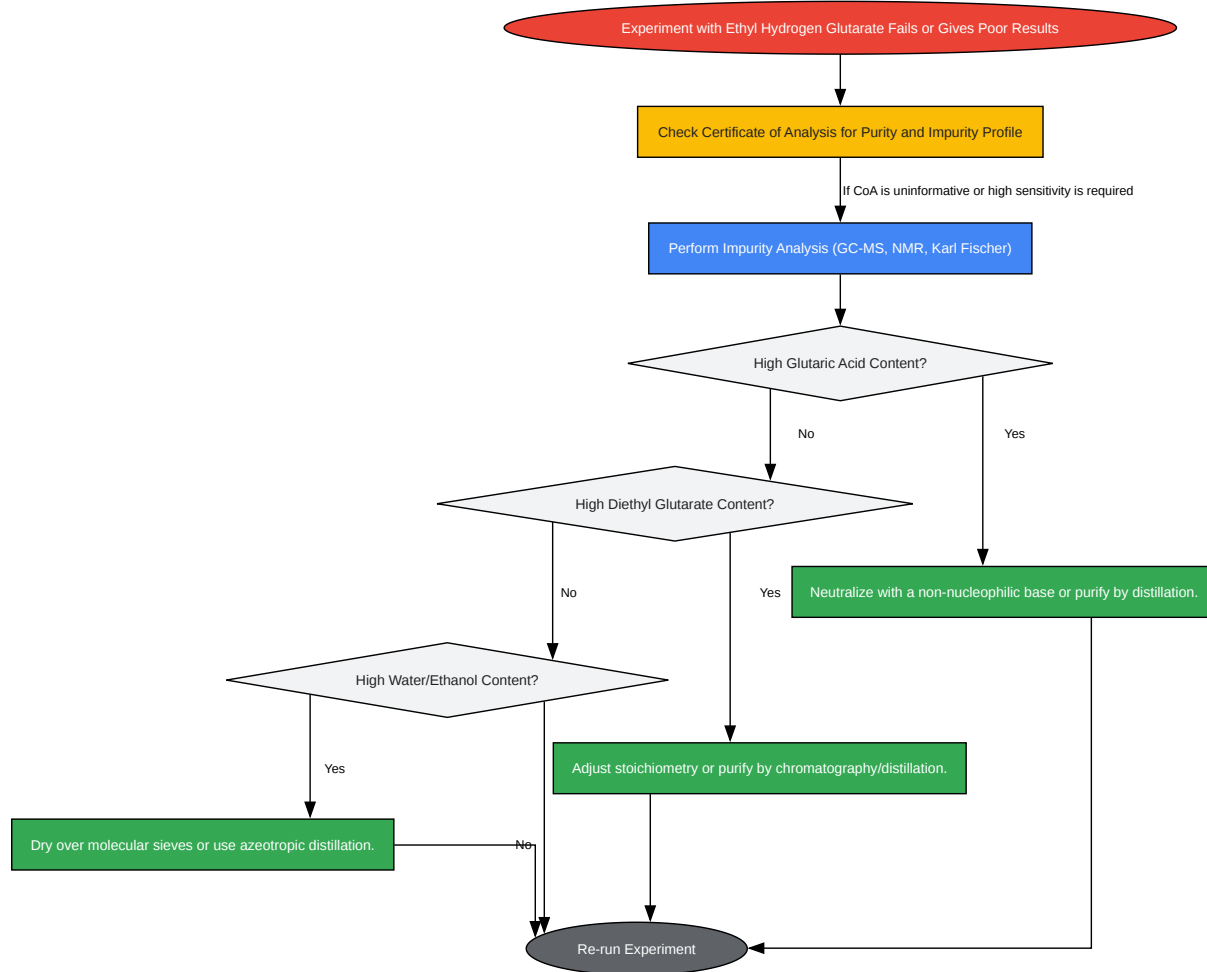 Experiment with Ethyl Hydrogen Glutarate Fails or Gives Poor Results
Check Certificate of Analysis for Purity and Impurity Profile
If CoA is uninformative or high sensitivity is required
Perform Impurity Analysis (GC-MS, NMR, Karl Fischer)
High Glutaric Acid Content?
No
Yes
High Diethyl Glutarate Content?
No
Yes
Neutralize with a non-nucleophilic base or purify by distillation.
High Water/Ethanol Content?
Yes
Adjust stoichiometry or purify by chromatography/distillation.
Dry over molecular sieves or use azeotropic distillation.
No
Re-run Experiment